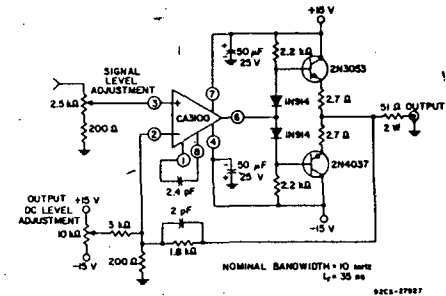 +15 V
50 µF
25 V
2.2 kΩ
2N3053
SIGNAL
LEVEL
ADJUSTMENT
7
2.5 kΩ
3
+
CA3100
6
1N914
2.7 Ω
51 Ω OUTPUT
2 W
200 Ω
2
-
4
8
1
1N914
2.7 Ω
50 µF
25 V
2N4037
2.4 pF
2.2 kΩ
OUTPUT
DC LEVEL
ADJUSTMENT
+15 V
10 kΩ
-15 V
3 kΩ
2 pF
1.8 kΩ
200 Ω
-15 V
NOMINAL BANDWIDTH = 10 MHz
tr = 35 ns
92CS-27927